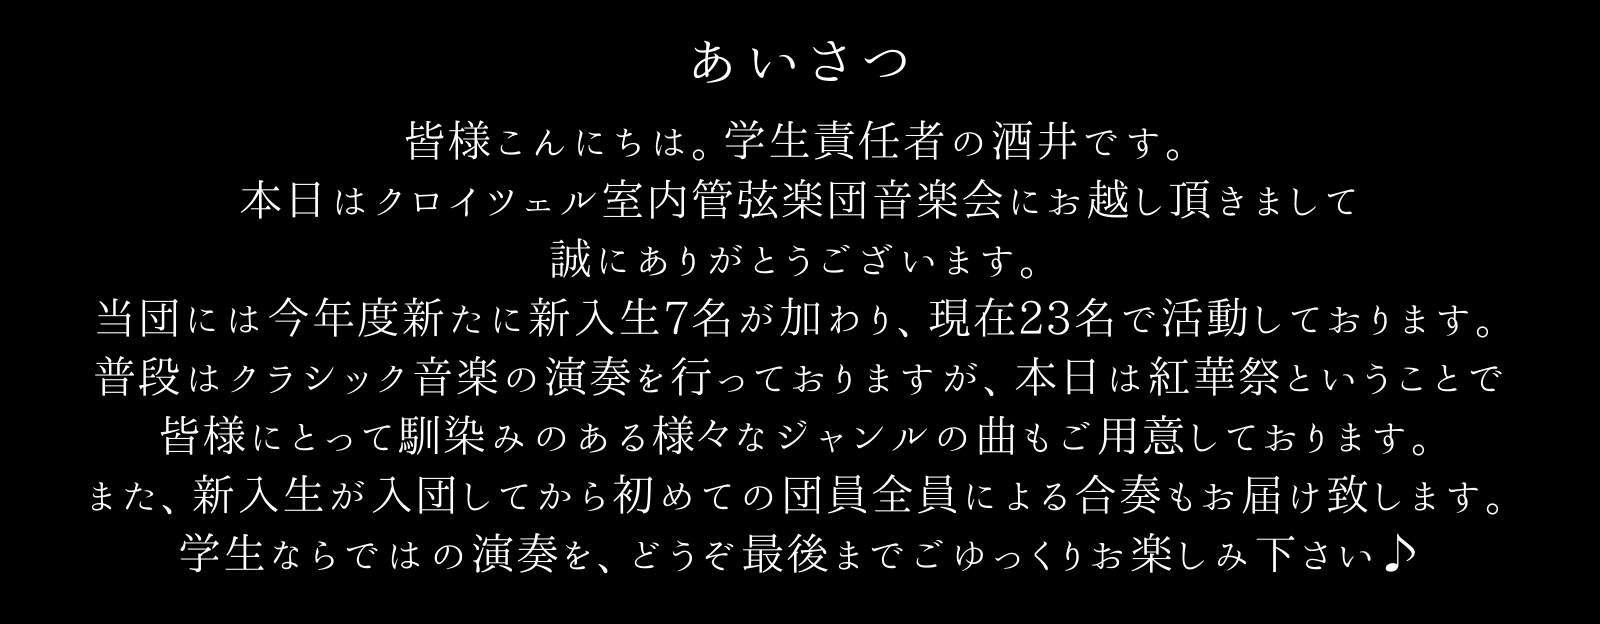 あいさつ
皆様こんにちは。学生責任者の酒井です。
本日はクロイツェル室内管弦楽団音楽会にお越し頂きまして
誠にありがとうございます。
当団には今年度新たに新入生7名が加わり、現在23名で活動しております。
普段はクラシック音楽の演奏を行っておりますが、本日は紅華祭ということで
皆様にとって馴染みのある様々なジャンルの曲もご用意しております。
また、新入生が入団してから初めての団員全員による合奏もお届け致します。
学生ならではの演奏を、どうぞ最後までごゆっくりお楽しみ下さい♪